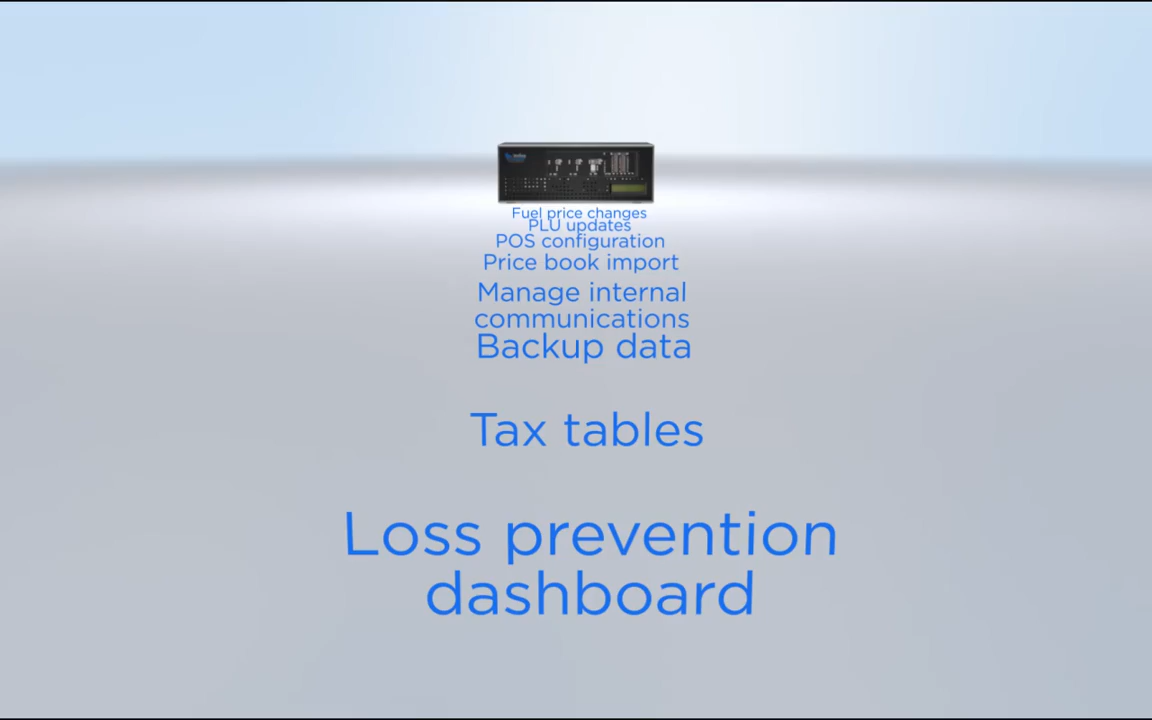 Fuel price changes
PLU updates
POS configuration
Price book import
Manage internal
communications
Backup data
Tax tables
Loss prevention
dashboard